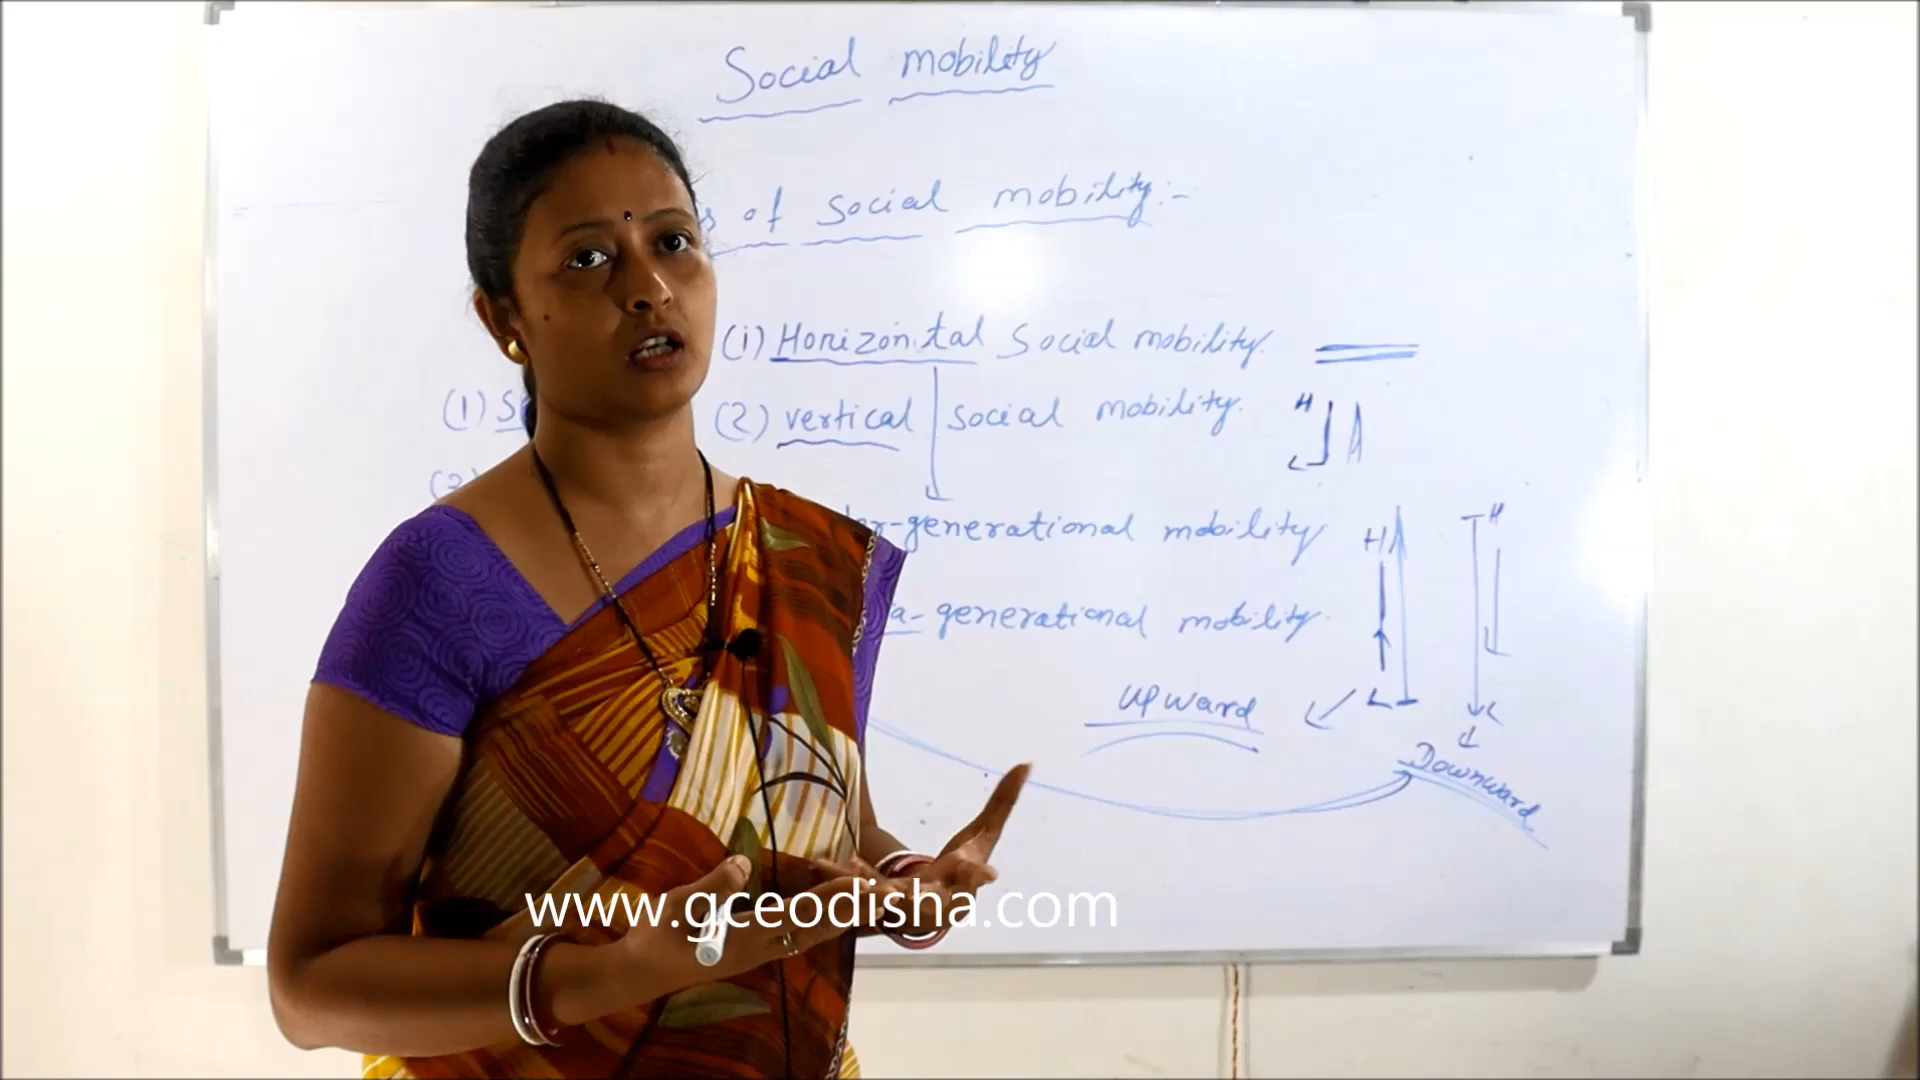 Social mobility
of social mobility:-
(i) Horizontal Social mobility.
(1) S
(2) vertical social mobility.
H
L
-generational mobility
H
H
a- generational mobility.
upward
L
L
Downward
www.gceodisha.com